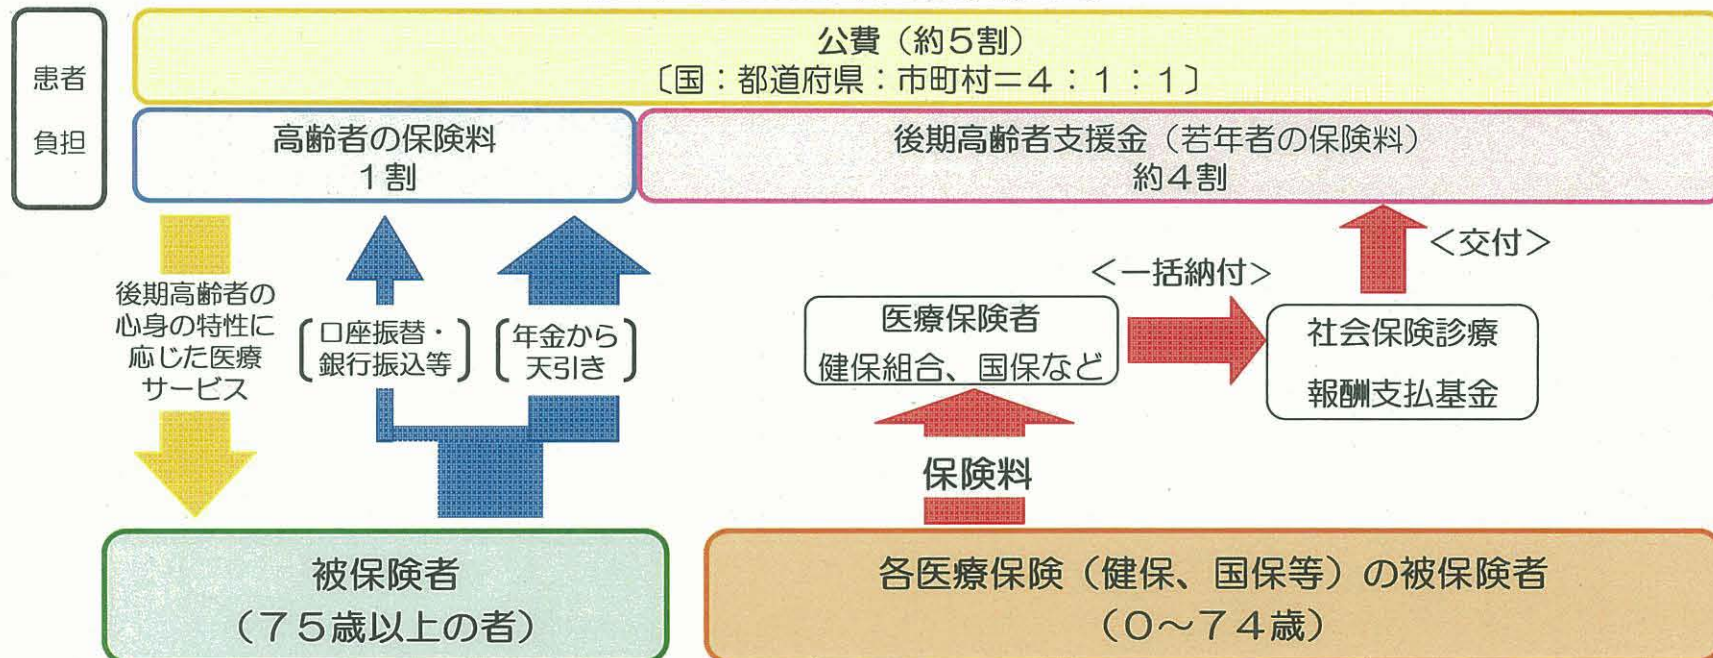 患者
負担
公費（約５割）
〔国：都道府県：市町村＝４：１：１〕
高齢者の保険料
１割
後期高齢者支援金（若年者の保険料）
約４割
後期高齢者の
心身の特性に
応じた医療
サービス
口座振替・
銀行振込等
年金から
天引き
医療保険者
健保組合、国保など
＜一括納付＞
社会保険診療
報酬支払基金
＜交付＞
保険料
被保険者
（７５歳以上の者）
各医療保険（健保、国保等）の被保険者
（０～７４歳）